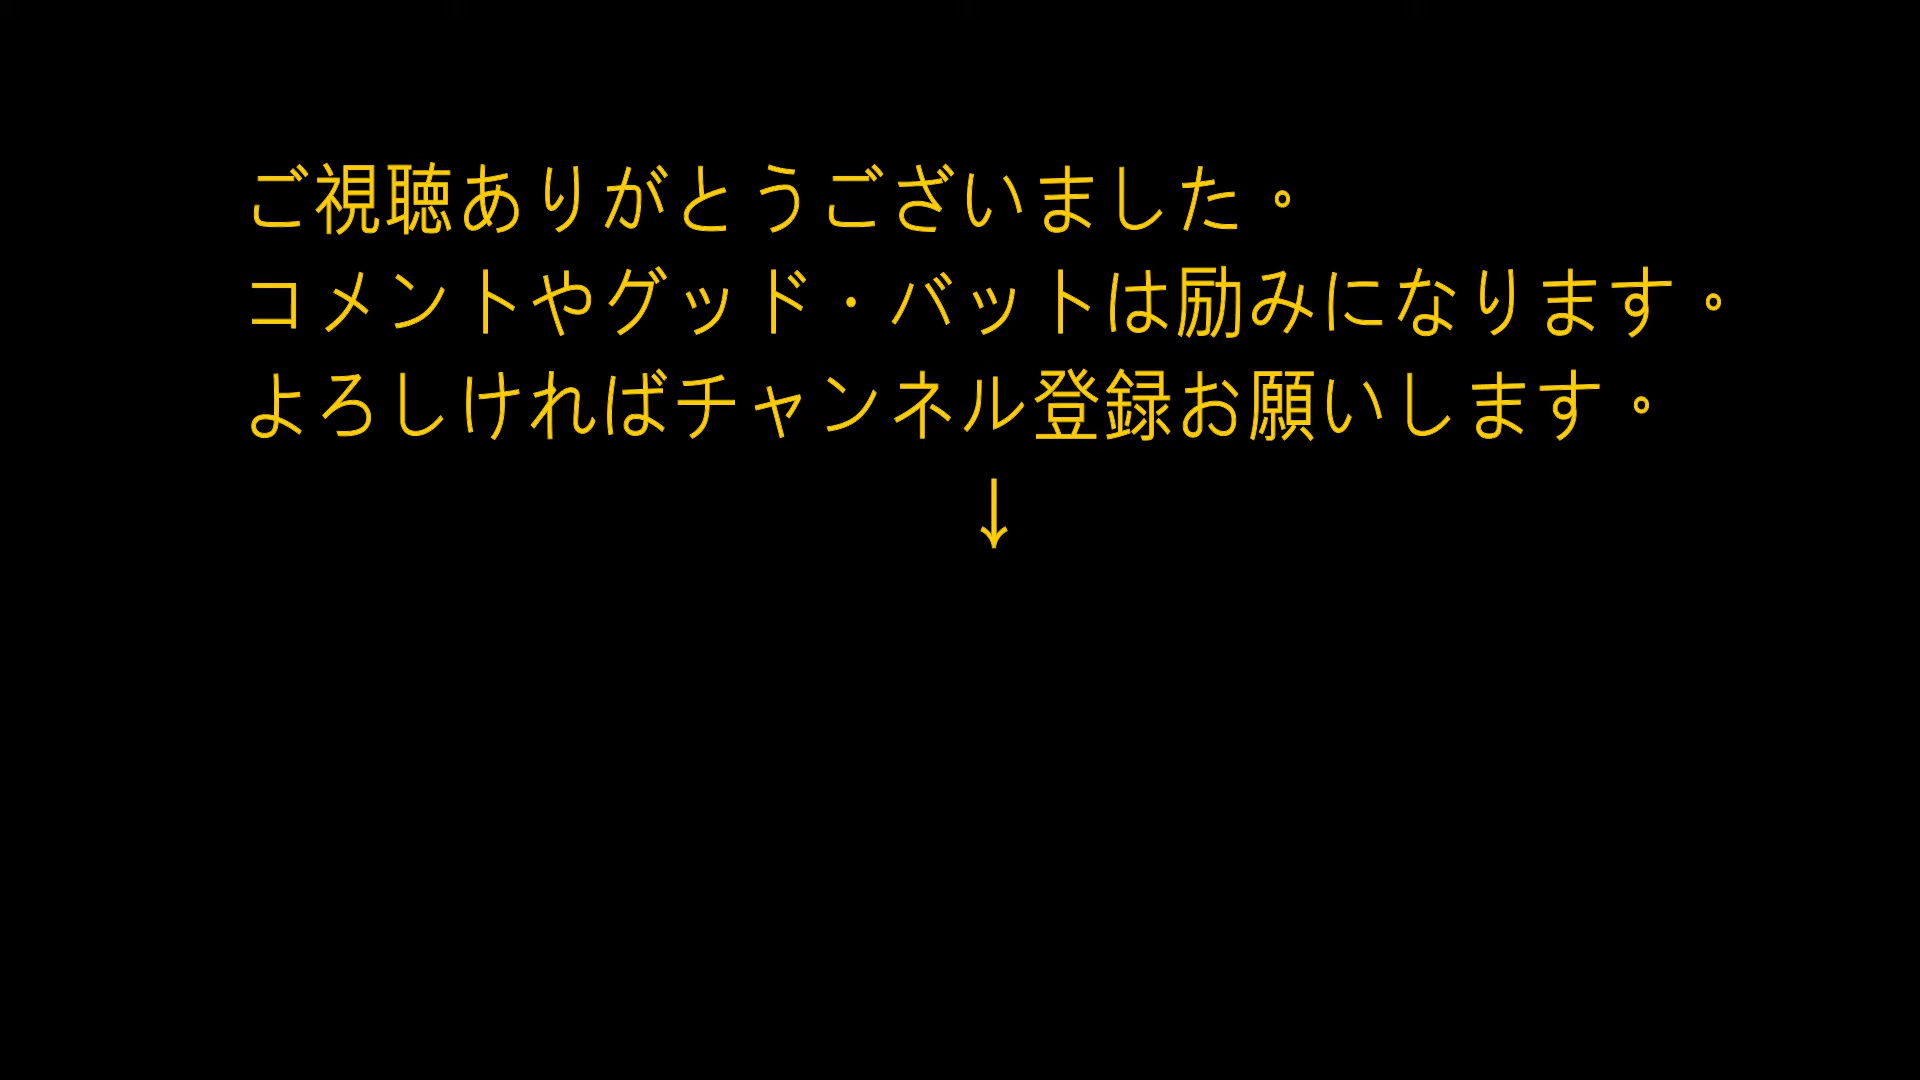 ご視聴ありがとうございました。
コメントやグッド・バットは励みになります。
よろしければチャンネル登録お願いします。
↓